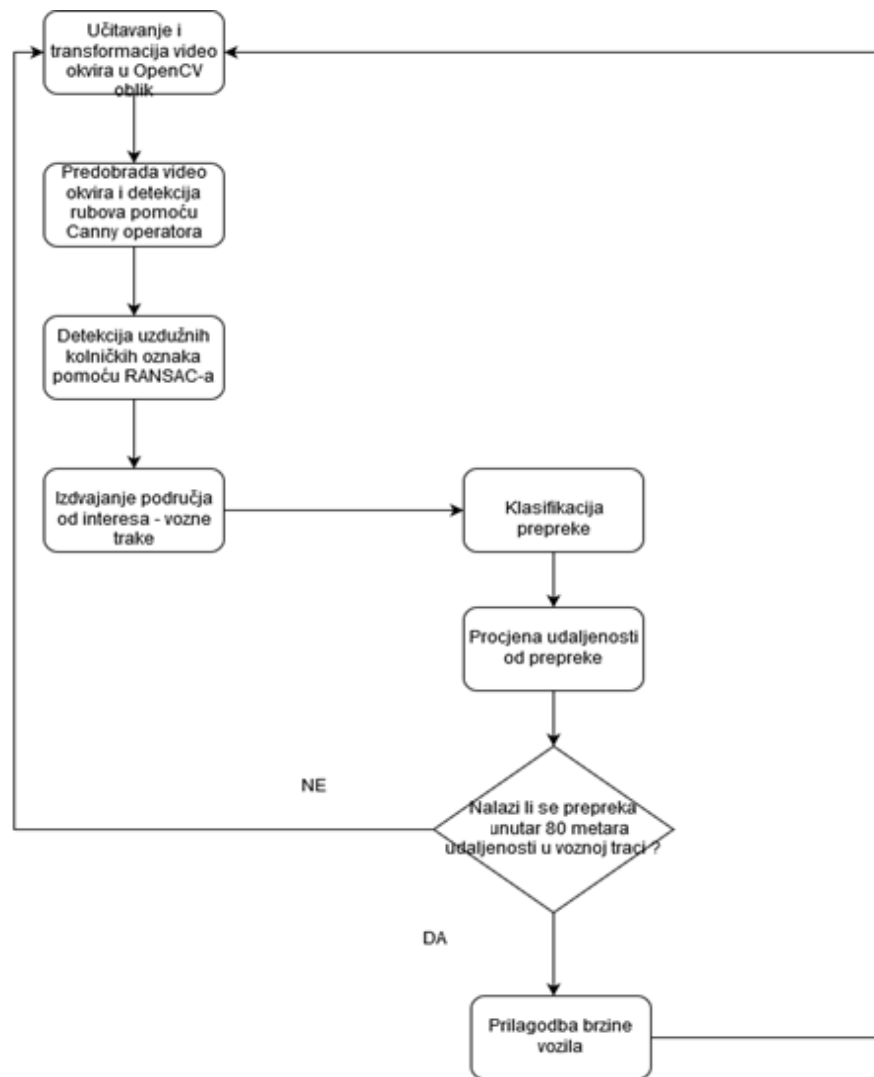 Učitavanje i
transformacija video
okvira u OpenCV
oblik
Predobrada video
okvira i detekcija
rubova pomoću
Canny operatora
Detekcija uzdužnih
kolničkih oznaka
pomoću RANSAC-a
Izdvajanje područja
od interesa - vozne
trake
Klasifikacija
prepreke
Procjena udaljenosti
od prepreke
NE
Nalazi li se prepreka
unutar 80 metara
udaljenosti u voznoj traci ?
DA
Prilagodba brzine
vozila